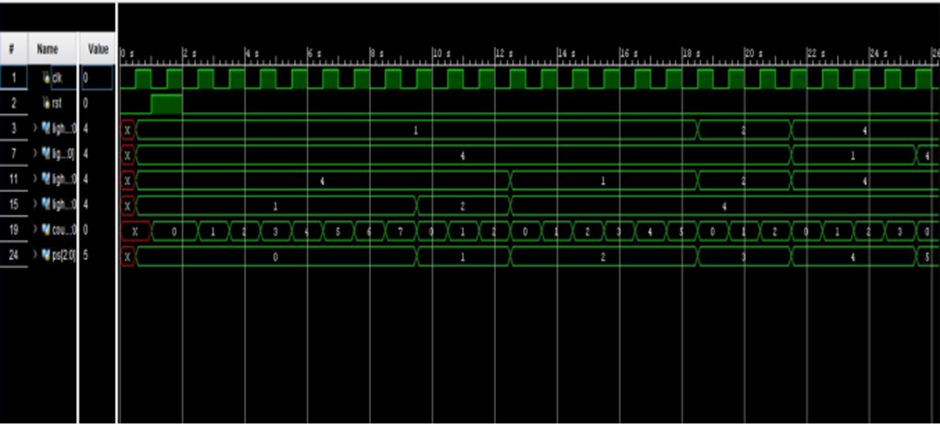 # Name Value 0 s 2 s 4 s 6 s 8 s 10 s 12 s 14 s 16 s 18 s 20 s 22 s 24 s 26
1 clk 0
2 rst 0
3 ligh...:0 4 X 1 2 4
7 lig...:0] 4 X 4 1 4
11 ligh...:0 4 X 4 1 2 4
15 ligh...:0 4 X 1 2 4
19 cou...:0 0 X 0 1 2 3 4 5 6 7 0 1 2 0 1 2 3 4 5 0 1 2 0 1 2 3 0
24 ps[2:0] 5 X 0 1 2 3 4 5